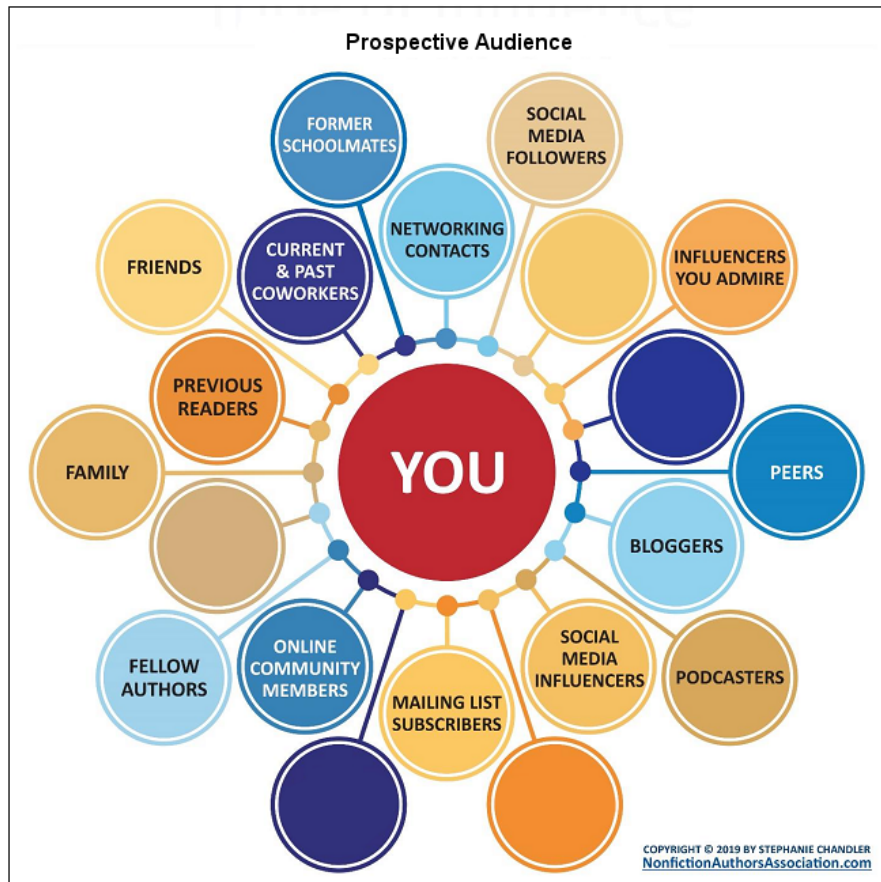 Prospective Audience
FORMER
SCHOOLMATES
SOCIAL
MEDIA
FOLLOWERS
NETWORKING
CONTACTS
FRIENDS
CURRENT
& PAST
COWORKERS
INFLUENCERS
YOU ADMIRE
PREVIOUS
READERS
FAMILY
YOU
PEERS
BLOGGERS
FELLOW
AUTHORS
ONLINE
COMMUNITY
MEMBERS
MAILING LIST
SUBSCRIBERS
SOCIAL
MEDIA
INFLUENCERS
PODCASTERS
COPYRIGHT © 2019 BY STEPHANIE CHANDLER
NonfictionAuthorsAssociation.com